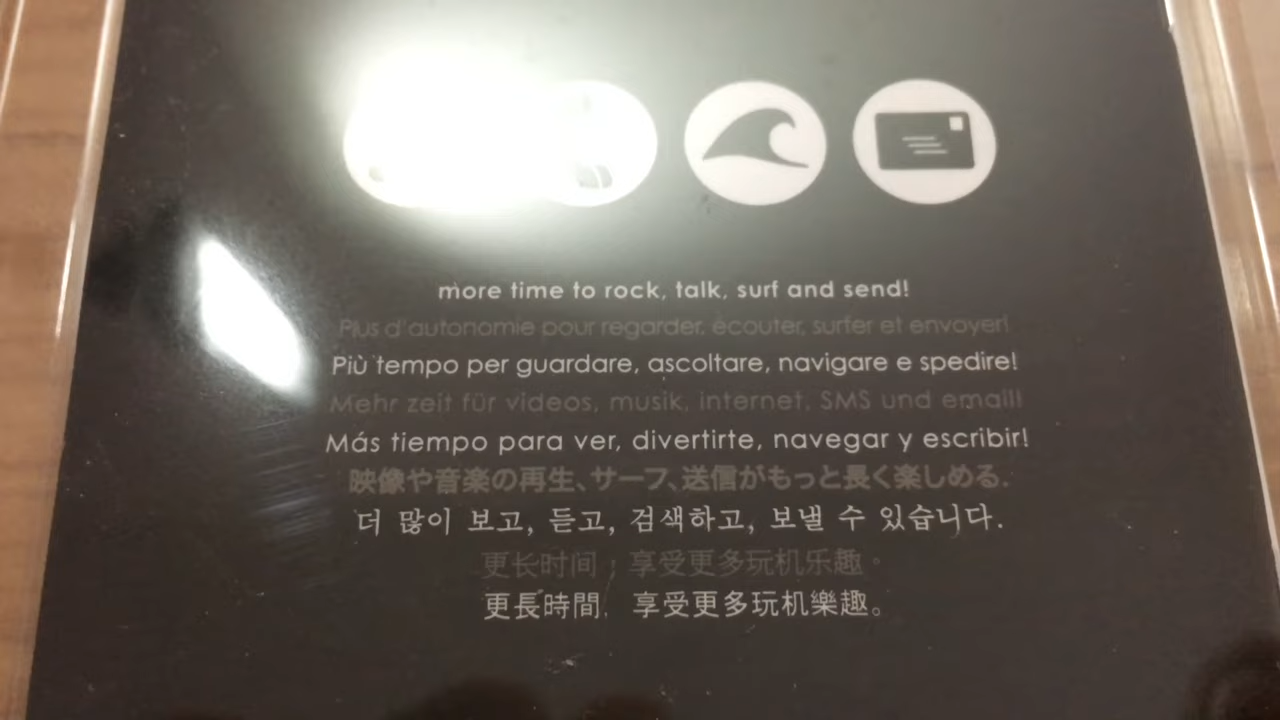 more time to rock, talk, surf and send!
Plus d'autonomie pour regarder, écouter, surfer et envoyer!
Più tempo per guardare, ascoltare, navigare e spedire!
Mehr zeit für videos, musik, internet, SMS und email!
Más tiempo para ver, divertirte, navegar y escribir!
映像や音楽の再生、サーフ、送信がもっと長く楽しめる.
더 많이 보고, 듣고, 검색하고, 보낼 수 있습니다.
更长时间，享受更多玩机乐趣。
更長時間，享受更多玩机樂趣。